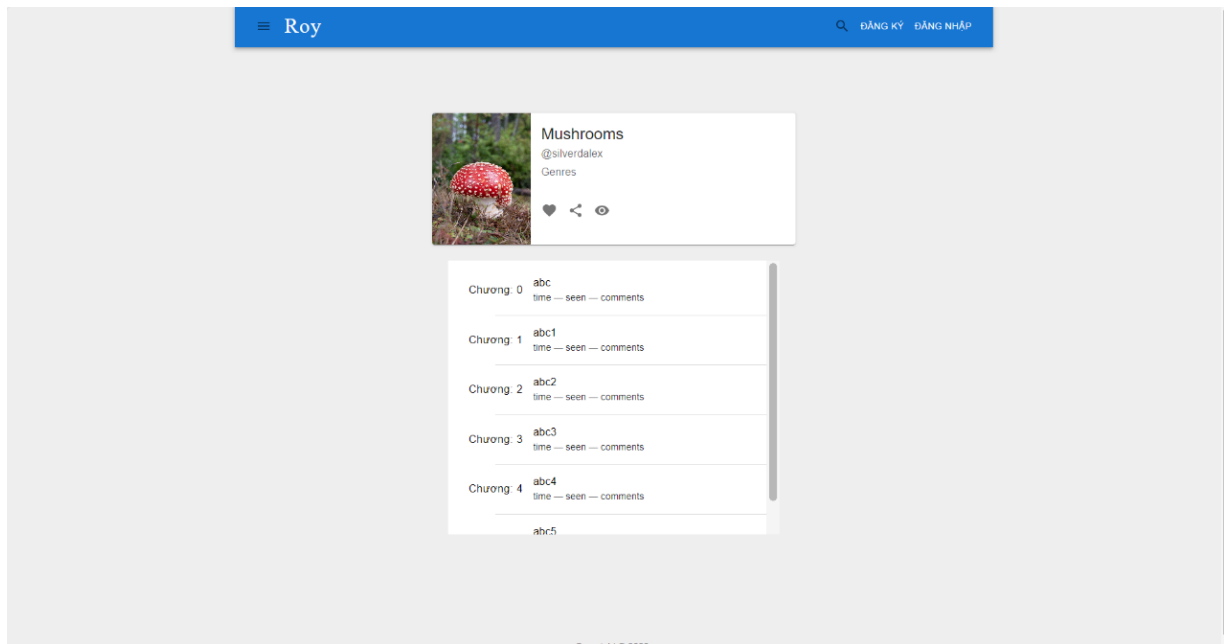 Roy
ĐĂNG KÝ ĐĂNG NHẬP
Mushrooms
@silverdalex
Genres
Chương: 0
abc
time — seen — comments
Chương: 1
abc1
time — seen — comments
Chương: 2
abc2
time — seen — comments
Chương: 3
abc3
time — seen — comments
Chương: 4
abc4
time — seen — comments
abc5